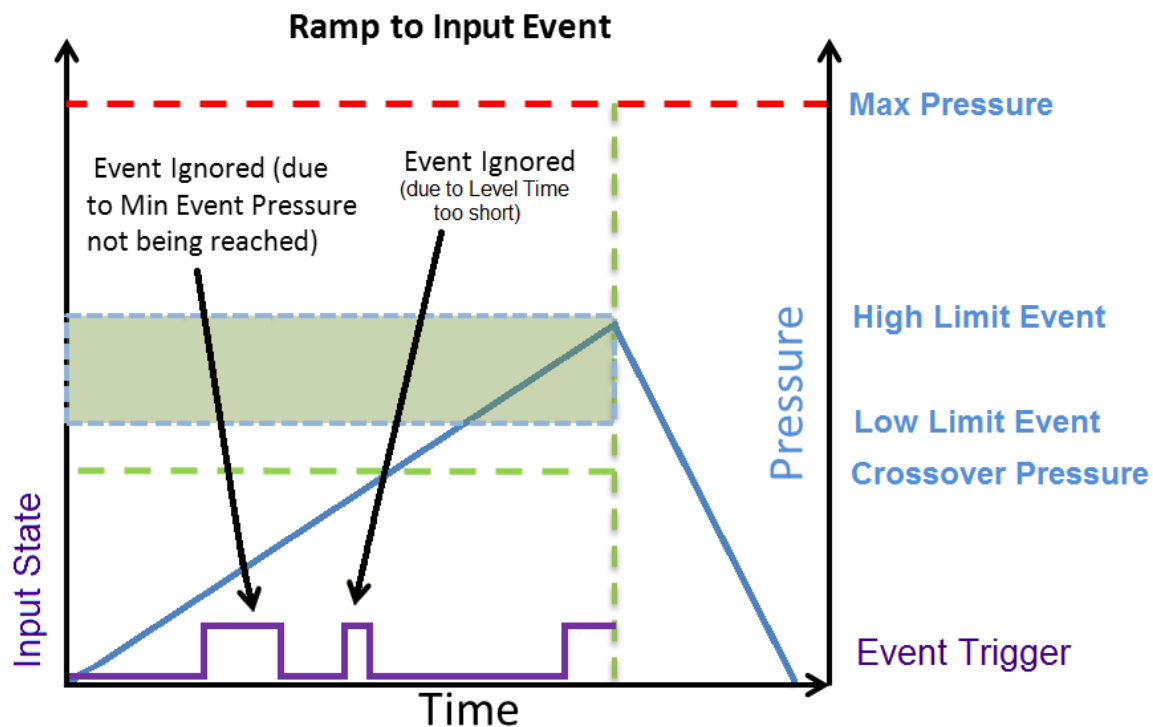 Ramp to Input Event
Max Pressure
Event Ignored (due
to Min Event Pressure
not being reached)
Event Ignored
(due to Level Time
too short)
High Limit Event
Low Limit Event
Crossover Pressure
Pressure
Input State
Event Trigger
Time